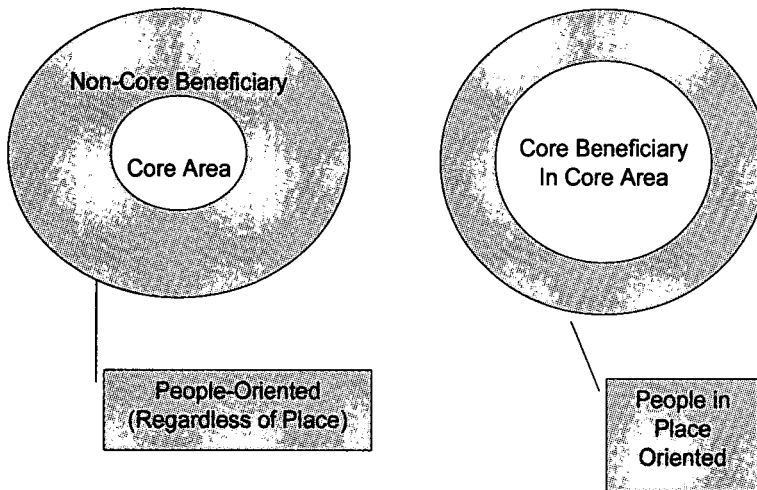 Non-Core Beneficiary
Core Area
People-Oriented
(Regardless of Place)
Core Beneficiary
In Core Area
People in
Place
Oriented